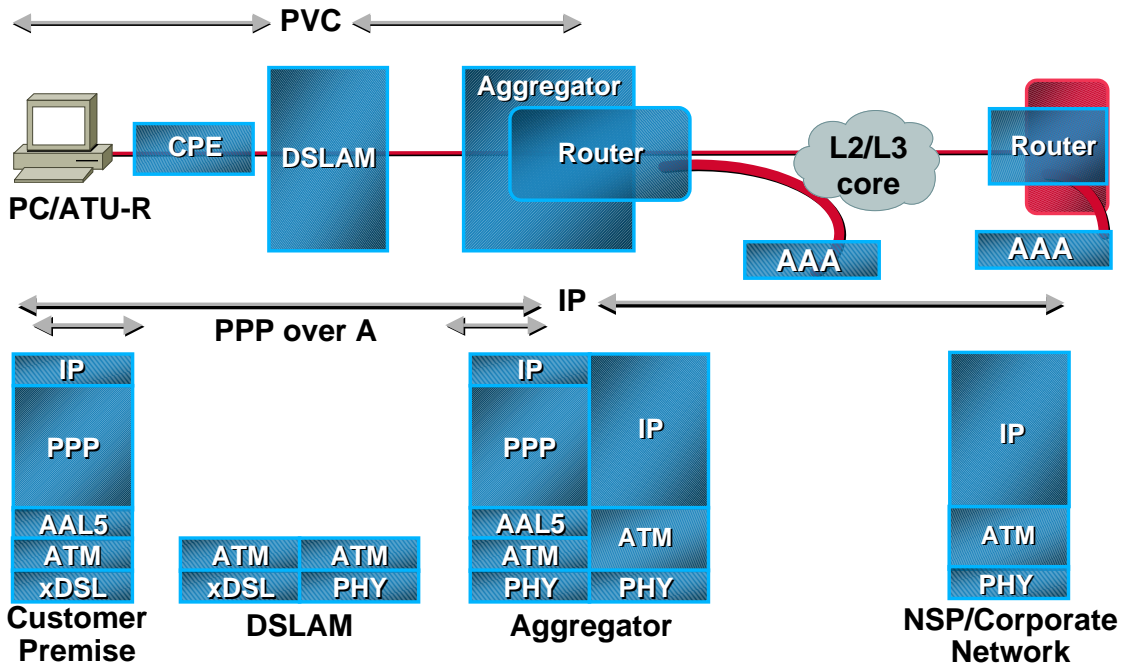 PVC
Aggregator
CPE
DSLAM
Router
L2/L3
core
Router
PC/ATU-R
AAA
AAA
IP
PPP over A
IP
PPP
AAL5
ATM
xDSL
Customer
Premise
ATM
ATM
xDSL
PHY
DSLAM
IP
PPP
IP
AAL5
ATM
ATM
PHY
PHY
Aggregator
IP
ATM
PHY
NSP/Corporate
Network